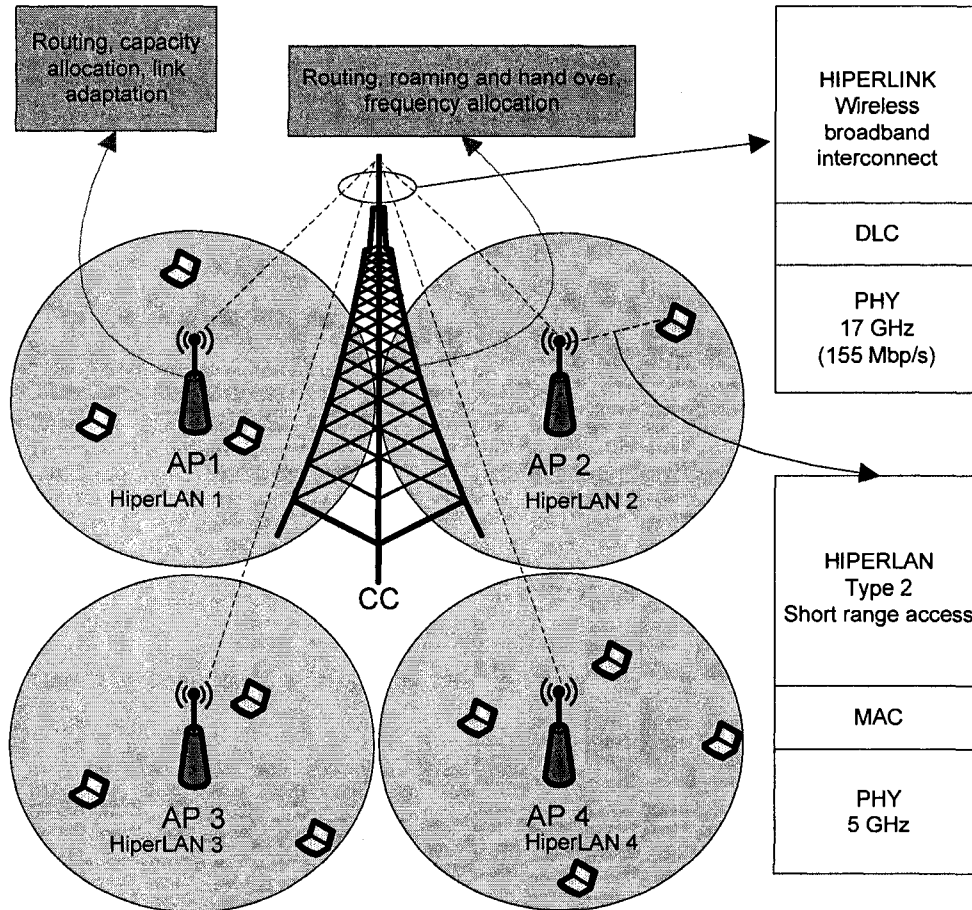 Routing, capacity
allocation, link
adaptation
Routing, roaming and hand over,
frequency allocation
HIPERLINK
Wireless
broadband
interconnect
DLC
PHY
17 GHz
(155 Mbp/s)
AP1
HiperLAN 1
AP 2
HiperLAN 2
CC
HIPERLAN
Type 2
Short range access
MAC
PHY
5 GHz
AP 3
HiperLAN 3
AP 4
HiperLAN 4